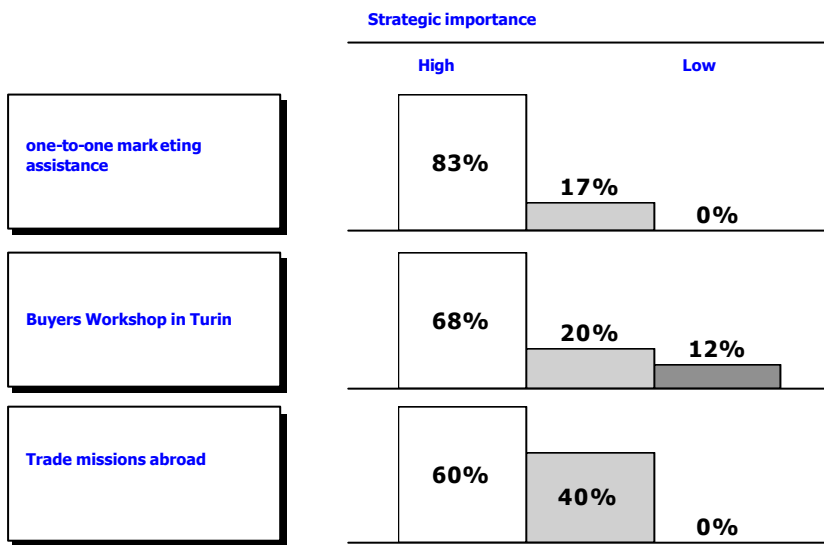 Strategic importance
High Low
one-to-one marketing
assistance
83%
17%
0%
Buyers Workshop in Turin
68%
20%
12%
Trade missions abroad
60%
40%
0%